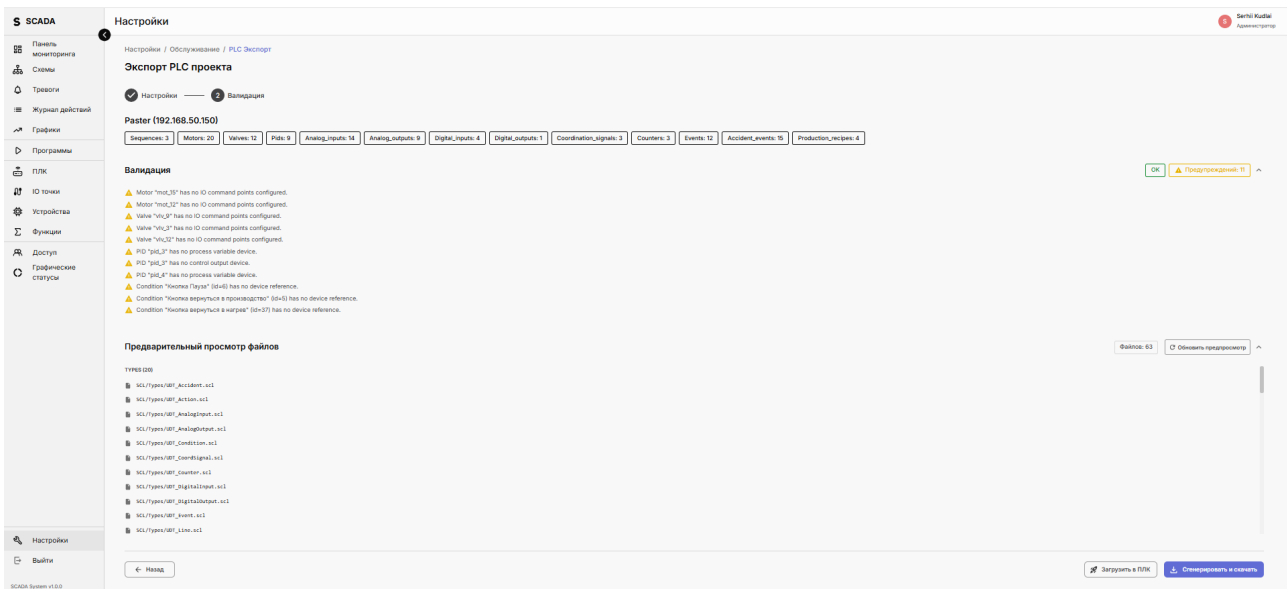 S SCADA
Настройки
S
Serhii Kudlai
Администратор
Панель
мониторинга
Схемы
Тревоги
Журнал действий
Графики
Программы
ПЛК
IO точки
Устройства
Функции
Доступ
Графические
статусы
Настройки
Выйти
SCADA System v1.0.0
Настройки / Обслуживание / PLC Экспорт
Экспорт PLC проекта
Настройки 2 Валидация
Paster (192.168.50.150)
Sequences: 3 Motors: 20 Valves: 12 Pids: 9 Analog_inputs: 14 Analog_outputs: 9 Digital_inputs: 4 Digital_outputs: 1 Coordination_signals: 3 Counters: 3 Events: 12 Accident_events: 15 Production_recipes: 4
Валидация OK Предупреждений: 11
Motor "mot_15" has no IO command points configured.
Motor "mot_12" has no IO command points configured.
Valve "vlv_9" has no IO command points configured.
Valve "vlv_3" has no IO command points configured.
Valve "vlv_12" has no IO command points configured.
PID "pid_3" has no process variable device.
PID "pid_3" has no control output device.
PID "pid_4" has no process variable device.
Condition "Кнопка Пауза" (id=6) has no device reference.
Condition "Кнопка вернуться в производство" (id=5) has no device reference.
Condition "Кнопка вернуться в нагрев" (id=37) has no device reference.
Предварительный просмотр файлов Файлов: 63 Обновить предпросмотр
TYPES (20)
SCL/Types/UDT_Accident.scl
SCL/Types/UDT_Action.scl
SCL/Types/UDT_AnalogInput.scl
SCL/Types/UDT_AnalogOutput.scl
SCL/Types/UDT_Condition.scl
SCL/Types/UDT_CoordSignal.scl
SCL/Types/UDT_Counter.scl
SCL/Types/UDT_DigitalInput.scl
SCL/Types/UDT_DigitalOutput.scl
SCL/Types/UDT_Event.scl
SCL/Types/UDT_Line.scl
← Назад Загрузить в ПЛК Сгенерировать и скачать